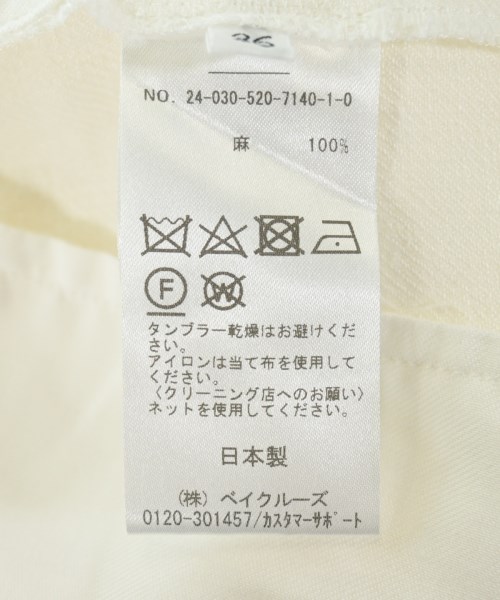 36
NO. 24-030-520-7140-1-0
麻 100%
F W
タンブラー乾燥はお避けくだ
さい。
アイロンは当て布を使用して
ください。
〈クリーニング店へのお願い〉
ネットを使用してください。
日本製
(株) ベイクルーズ
0120-301457/カスタマーサポート